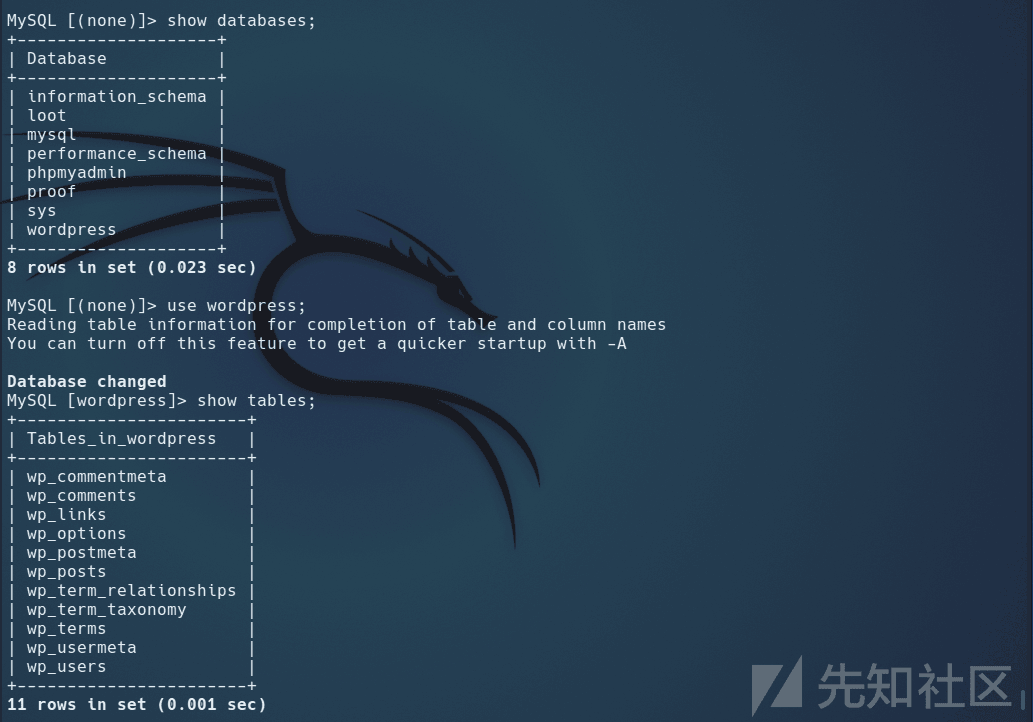 MySQL [(none)]> show databases;
+--------------------+
| Database           |
+--------------------+
| information_schema |
| loot               |
| mysql              |
| performance_schema |
| phpmyadmin         |
| proof              |
| sys                |
| wordpress          |
+--------------------+
8 rows in set (0.023 sec)

MySQL [(none)]> use wordpress;
Reading table information for completion of table and column names
You can turn off this feature to get a quicker startup with -A

Database changed
MySQL [wordpress]> show tables;
+-----------------------+
| Tables_in_wordpress   |
+-----------------------+
| wp_commentmeta        |
| wp_comments           |
| wp_links              |
| wp_options            |
| wp_postmeta           |
| wp_posts              |
| wp_term_relationships |
| wp_term_taxonomy      |
| wp_terms              |
| wp_usermeta           |
| wp_users              |
+-----------------------+
11 rows in set (0.001 sec)
先知社区